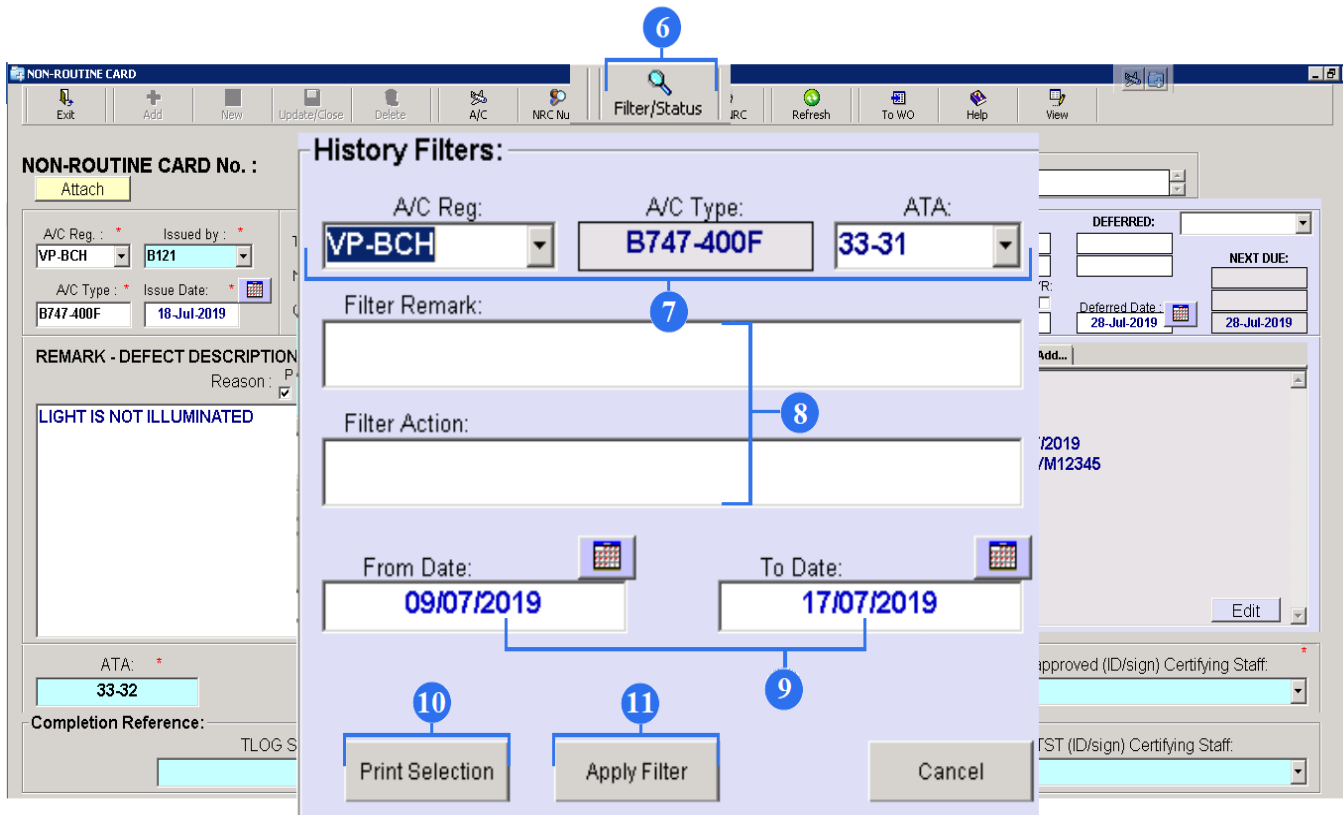 6
NON-ROUTINE CARD
Exit Add New Update/Close Delete A/C NRC Nu Filter/Status Refresh To WO Help View
History Filters:
NON-ROUTINE CARD No. :
Attach
A/C Reg: A/C Type: ATA:
VP-BCH B747-400F 33-31
7
A/C Reg. : * Issued by : *
VP-BCH B121
A/C Type : * Issue Date: *
B747-400F 18-Jul-2019
DEFERRED:
NEXT DUE:
Deferred Date :
28-Jul-2019 28-Jul-2019
Filter Remark:
8
Filter Action:
REMARK - DEFECT DESCRIPTION
Reason :
LIGHT IS NOT ILLUMINATED
Add...
/2019
/M12345
Edit
From Date: To Date:
09/07/2019 17/07/2019
9
ATA: *
33-32
approved (ID/sign) Certifying Staff: *
10 11
Print Selection Apply Filter Cancel
Completion Reference:
TLOG S
TST (ID/sign) Certifying Staff: